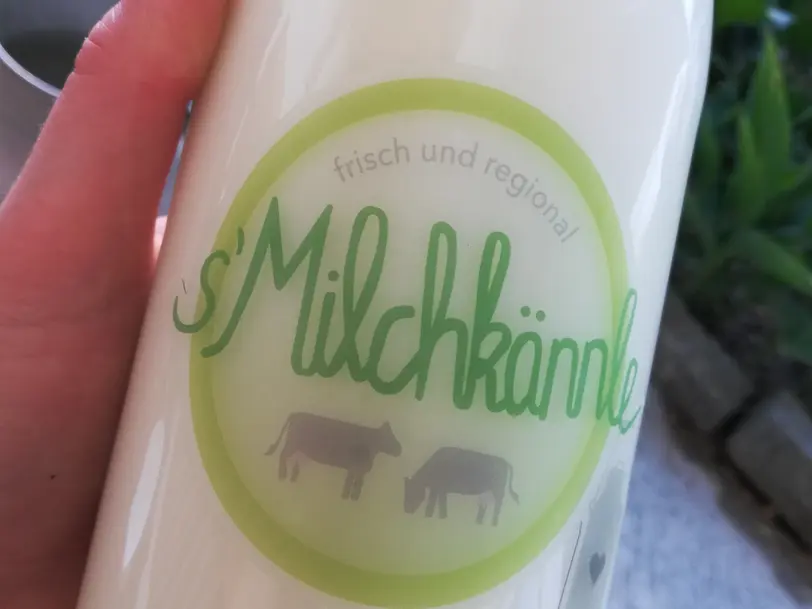 frisch und regional
s'Milchkännle